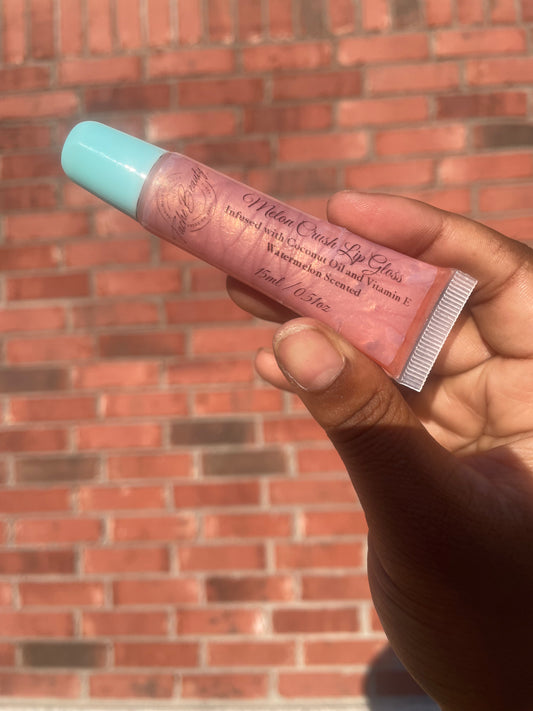 Melon Crush Lip Gloss
Infused with Coconut Oil and Vitamin E
Watermelon Scented
15ml / 0.51oz